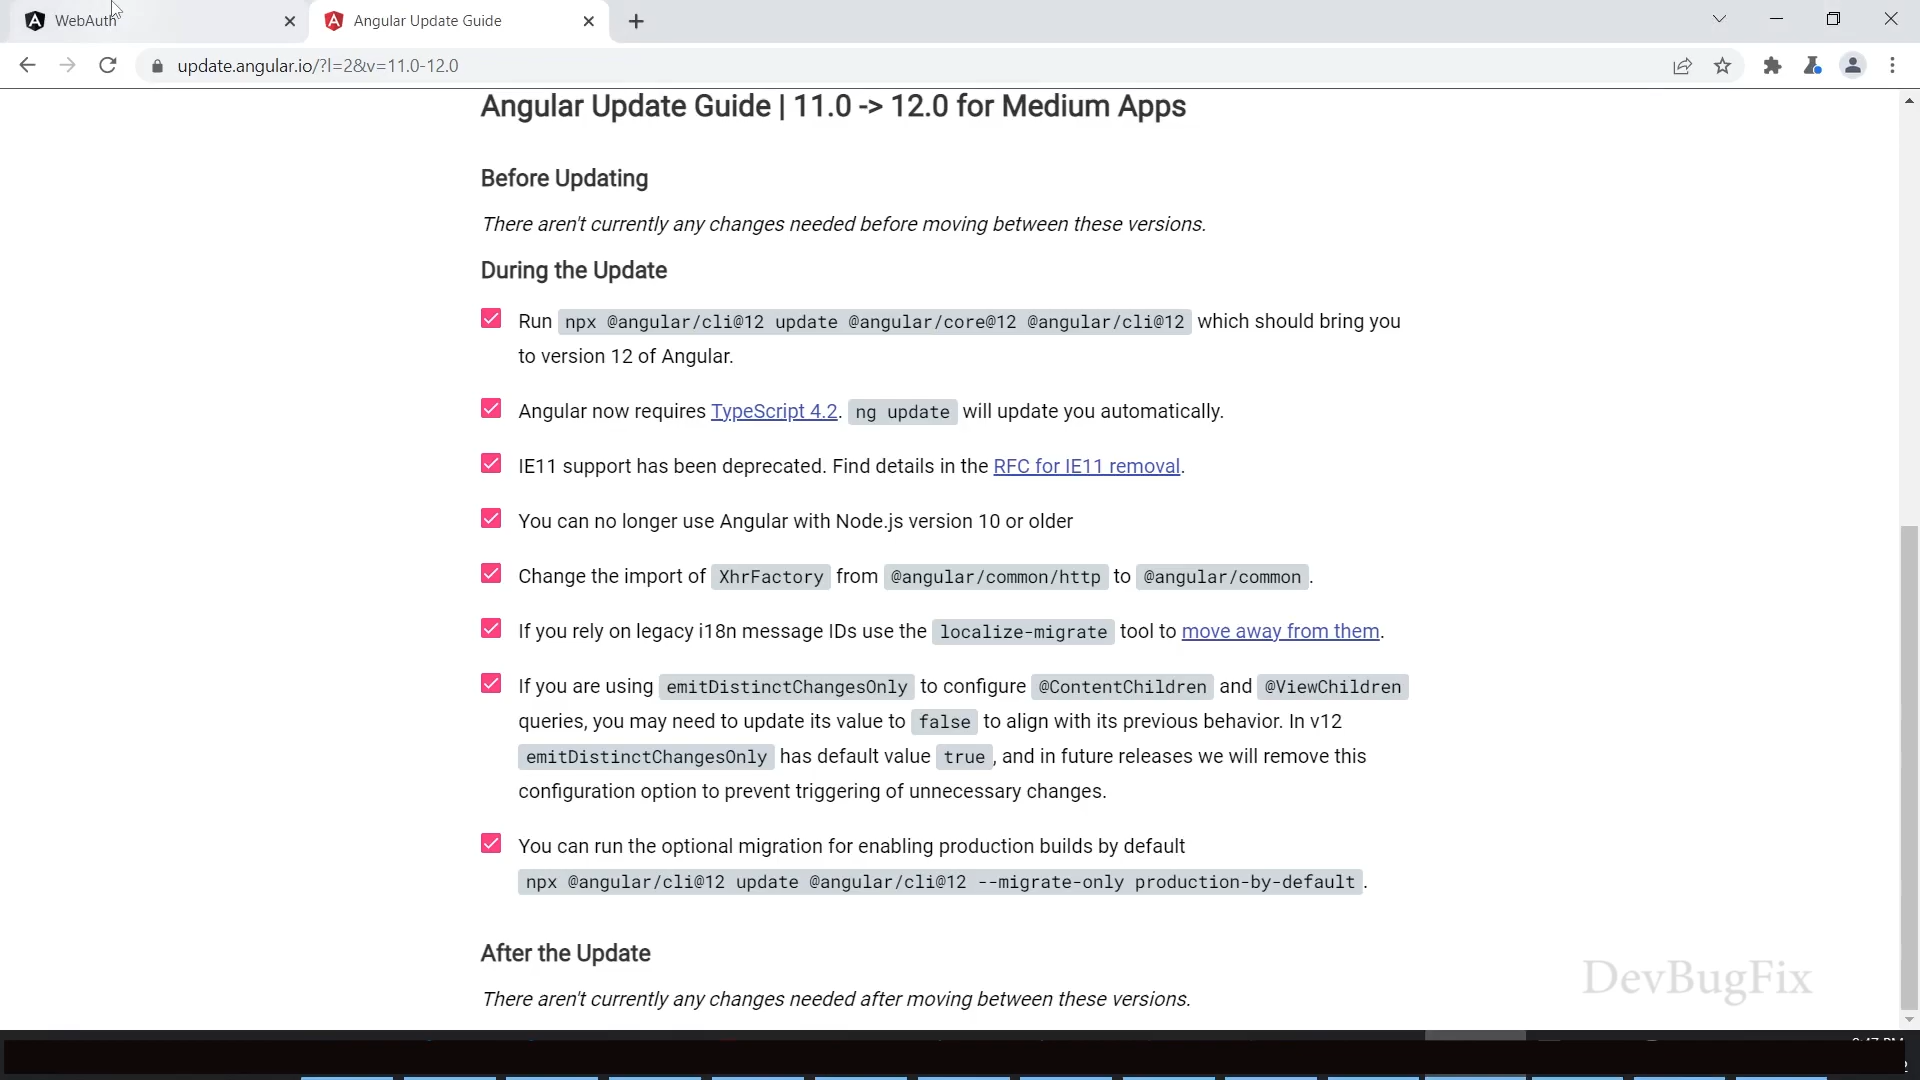 WebAuth
Angular Update Guide
update.angular.io/?l=2&v=11.0-12.0
Angular Update Guide | 11.0 -> 12.0 for Medium Apps
Before Updating
There aren't currently any changes needed before moving between these versions.
During the Update
Run npx @angular/cli@12 update @angular/core@12 @angular/cli@12 which should bring you
to version 12 of Angular.
Angular now requires TypeScript 4.2. ng update will update you automatically.
IE11 support has been deprecated. Find details in the RFC for IE11 removal.
You can no longer use Angular with Node.js version 10 or older
Change the import of XhrFactory from @angular/common/http to @angular/common.
If you rely on legacy i18n message IDs use the localize-migrate tool to move away from them.
If you are using emitDistinctChangesOnly to configure @ContentChildren and @ViewChildren
queries, you may need to update its value to false to align with its previous behavior. In v12
emitDistinctChangesOnly has default value true, and in future releases we will remove this
configuration option to prevent triggering of unnecessary changes.
You can run the optional migration for enabling production builds by default
npx @angular/cli@12 update @angular/cli@12 --migrate-only production-by-default.
After the Update
There aren't currently any changes needed after moving between these versions.
DevBugFix